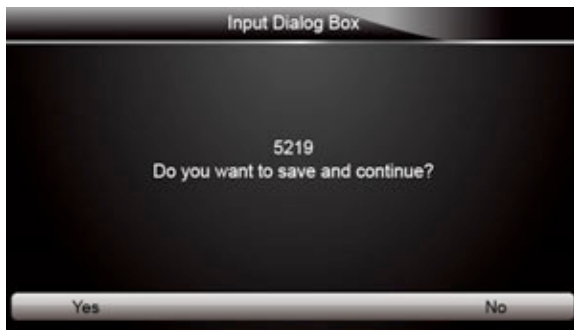 Input Dialog Box
5219
Do you want to save and continue?
Yes
No